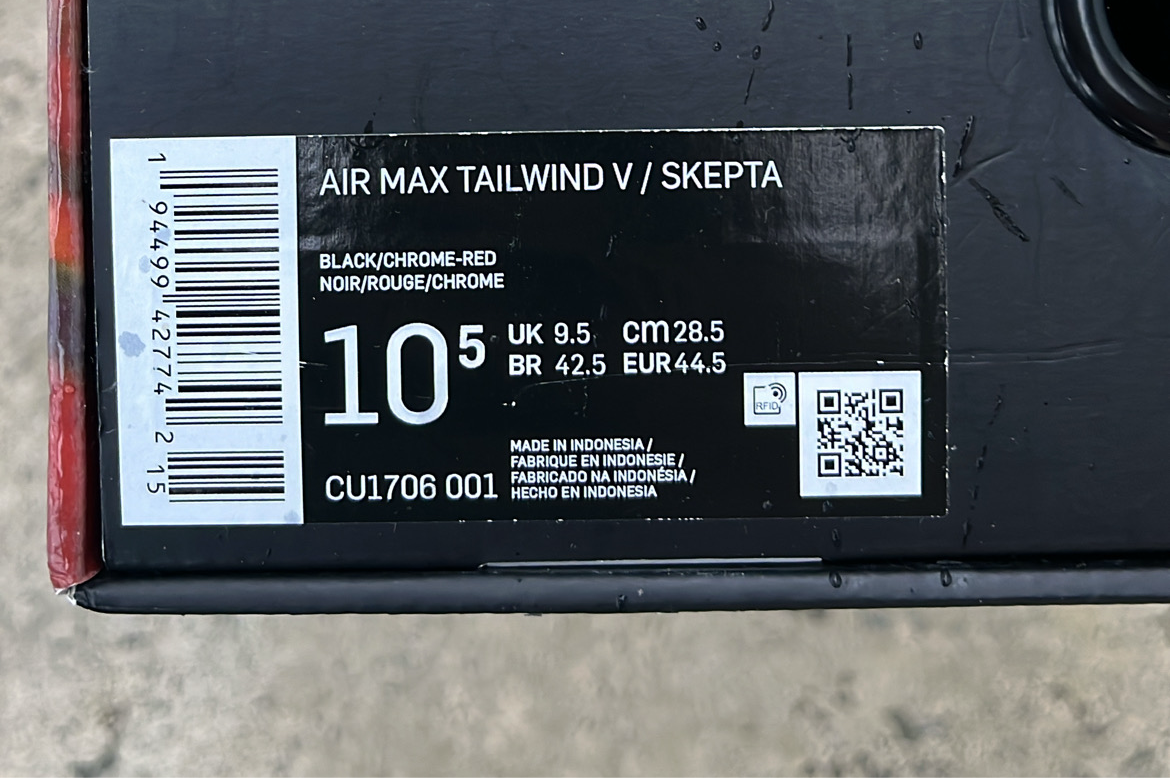 AIR MAX TAILWIND V / SKEPTA
BLACK/CHROME-RED
NOIR/ROUGE/CHROME
10 5
UK 9.5 CM 28.5
BR 42.5 EUR 44.5
RFID
MADE IN INDONESIA /
FABRIQUE EN INDONESIE /
FABRICADO NA INDONÉSIA /
HECHO EN INDONESIA
CU1706 001
1 94499 42774 2 15